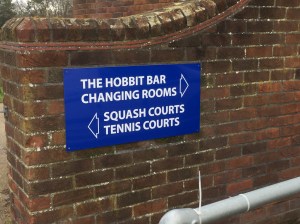 THE HOBBIT BAR
CHANGING ROOMS
SQUASH COURTS
TENNIS COURTS